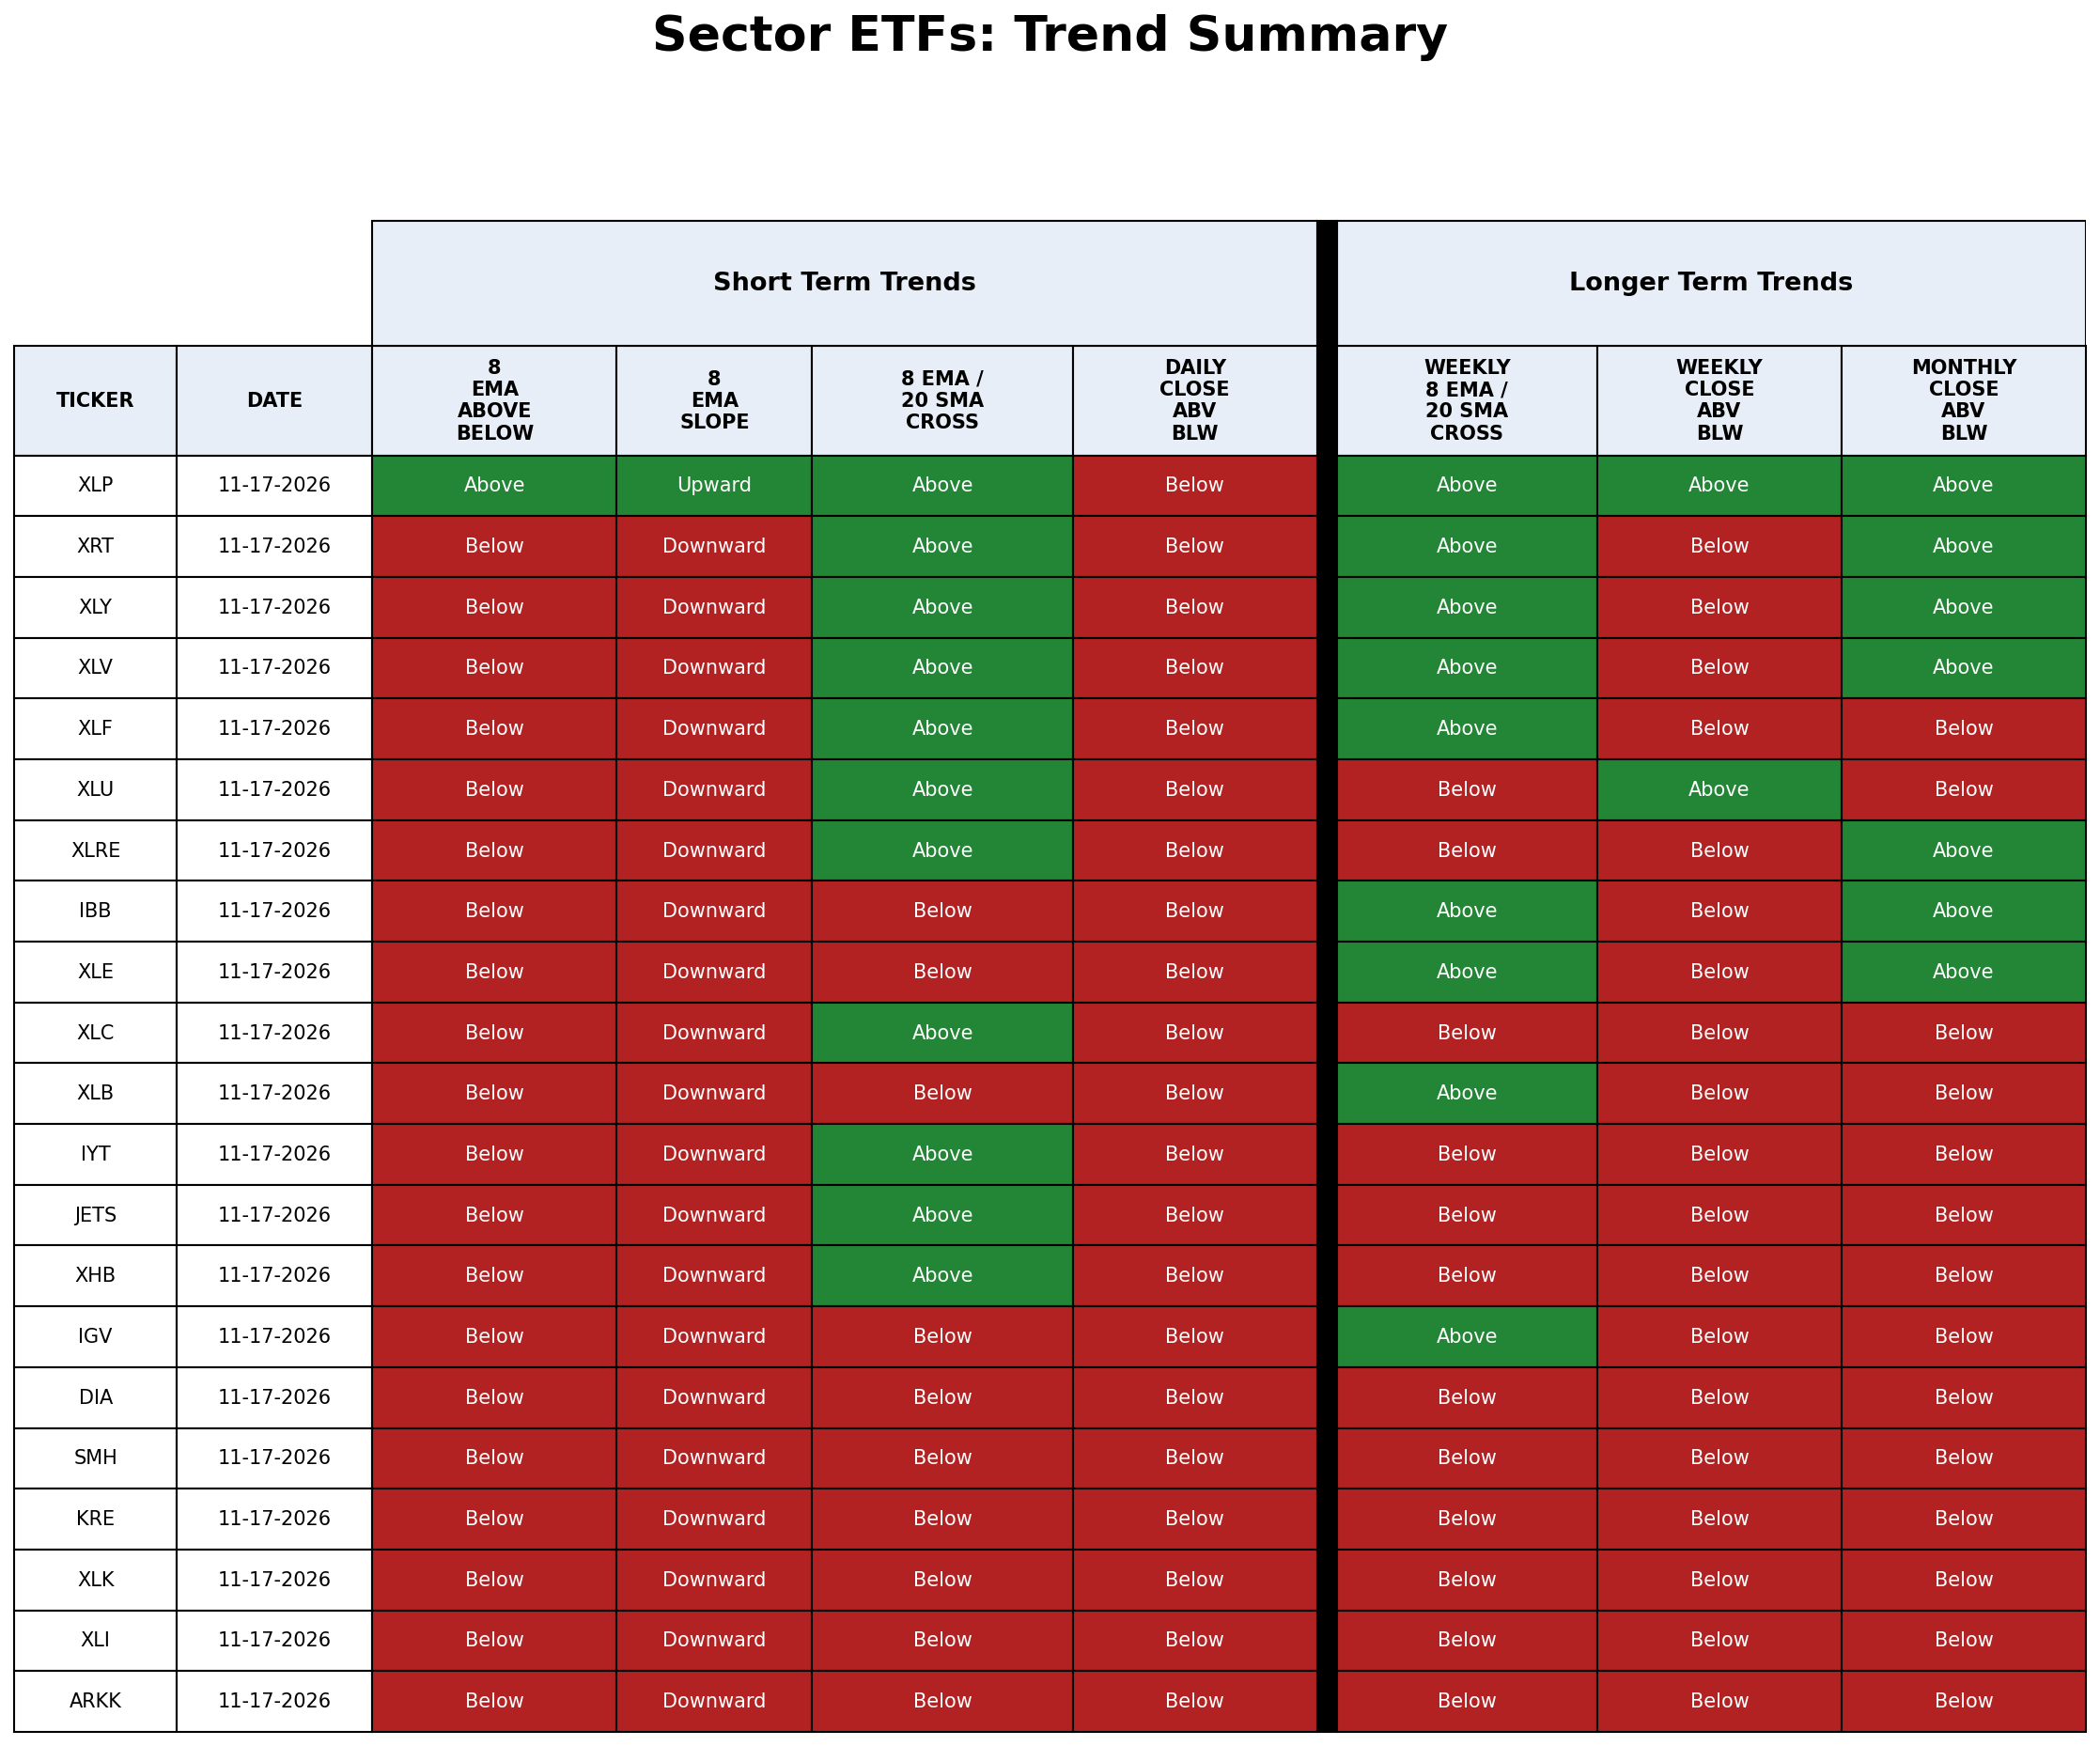 Sector ETFs: Trend Summary
Short Term Trends Longer Term Trends
TICKER DATE 8 EMA ABOVE BELOW 8 EMA SLOPE 8 EMA / 20 SMA CROSS DAILY CLOSE ABV BLW WEEKLY 8 EMA / 20 SMA CROSS WEEKLY CLOSE ABV BLW MONTHLY CLOSE ABV BLW
XLP 11-17-2026 Above Upward Above Below Above Above Above
XRT 11-17-2026 Below Downward Above Below Above Below Above
XLY 11-17-2026 Below Downward Above Below Above Below Above
XLV 11-17-2026 Below Downward Above Below Above Below Above
XLF 11-17-2026 Below Downward Above Below Above Below Below
XLU 11-17-2026 Below Downward Above Below Below Above Below
XLRE 11-17-2026 Below Downward Above Below Below Below Above
IBB 11-17-2026 Below Downward Below Below Above Below Above
XLE 11-17-2026 Below Downward Below Below Above Below Above
XLC 11-17-2026 Below Downward Above Below Below Below Below
XLB 11-17-2026 Below Downward Below Below Above Below Below
IYT 11-17-2026 Below Downward Above Below Below Below Below
JETS 11-17-2026 Below Downward Above Below Below Below Below
XHB 11-17-2026 Below Downward Above Below Below Below Below
IGV 11-17-2026 Below Downward Below Below Above Below Below
DIA 11-17-2026 Below Downward Below Below Below Below Below
SMH 11-17-2026 Below Downward Below Below Below Below Below
KRE 11-17-2026 Below Downward Below Below Below Below Below
XLK 11-17-2026 Below Downward Below Below Below Below Below
XLI 11-17-2026 Below Downward Below Below Below Below Below
ARKK 11-17-2026 Below Downward Below Below Below Below Below